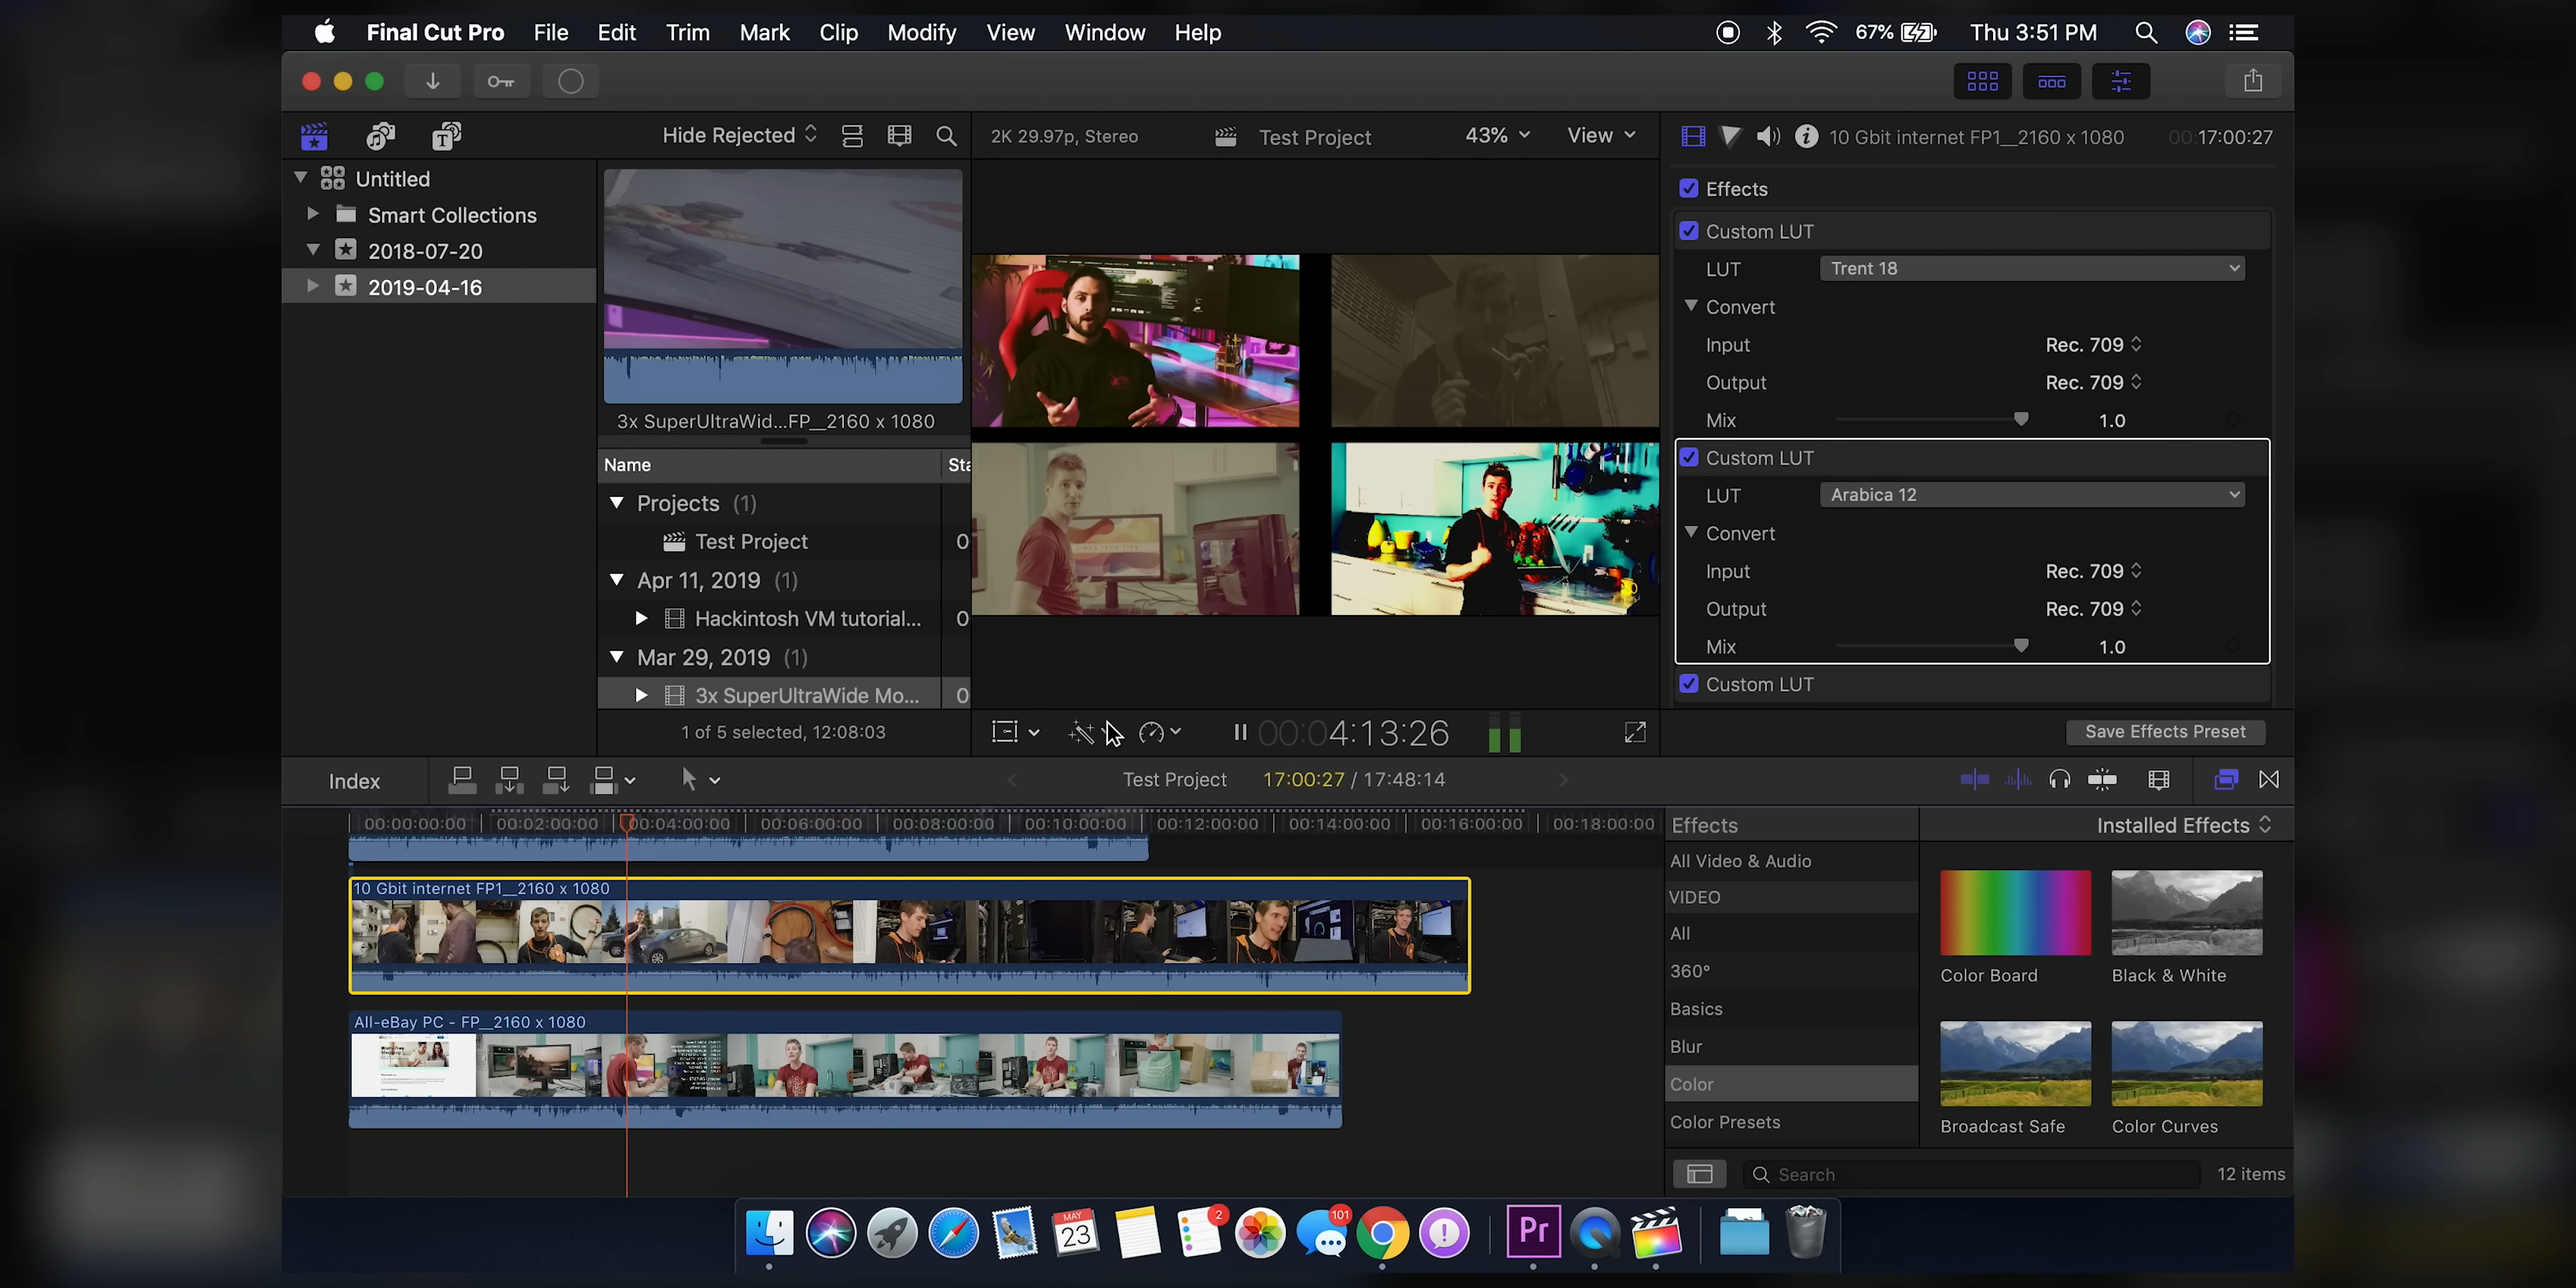 Final Cut Pro File Edit Trim Mark Clip Modify View Window Help 67% Thu 3:51 PM
Hide Rejected
2K 29.97p, Stereo Test Project 43% View
10 Gbit internet FP1__2160 x 1080 00:17:00:27
Untitled
Smart Collections
2018-07-20
2019-04-16
3x SuperUltraWid...FP__2160 x 1080
Name Sta
Projects (1)
Test Project 0
Apr 11, 2019 (1)
Hackintosh VM tutorial... 0
Mar 29, 2019 (1)
3x SuperUltraWide Mo... 0
1 of 5 selected, 12:08:03
00:04:13:26
Effects
Custom LUT
LUT Trent 18
Convert
Input Rec. 709
Output Rec. 709
Mix 1.0
Custom LUT
LUT Arabica 12
Convert
Input Rec. 709
Output Rec. 709
Mix 1.0
Custom LUT
Save Effects Preset
Index
Test Project 17:00:27 / 17:48:14
00:00:00:00 00:02:00:00 00:04:00:00 00:06:00:00 00:08:00:00 00:10:00:00 00:12:00:00 00:14:00:00 00:16:00:00 00:18:00:00
10 Gbit internet FP1__2160 x 1080
All-eBay PC - FP__2160 x 1080
Effects Installed Effects
All Video & Audio
VIDEO
All
360°
Basics
Blur
Color
Color Presets
Color Board Black & White
Broadcast Safe Color Curves
Search 12 items
MAY
23
2
101
Pr